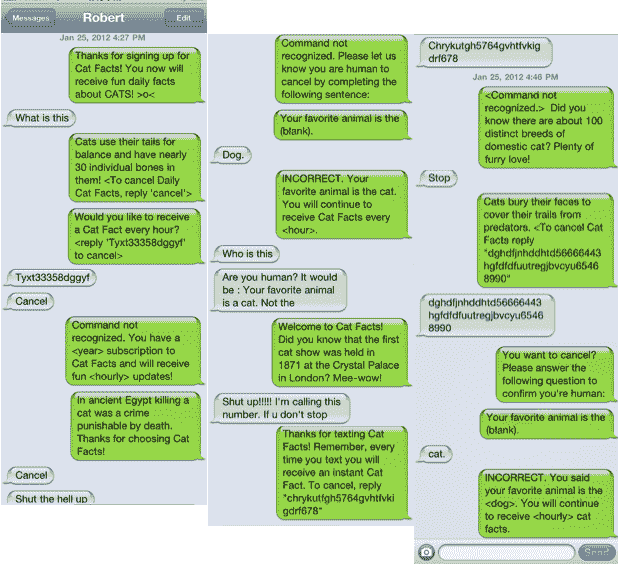 Messages
Robert
Edit
Jan 25, 2012 4:27 PM
Thanks for signing up for
Cat Facts! You now will
receive fun daily facts
about CATS! >o<
What is this
Cats use their tails for
balance and have nearly
30 individual bones in
them! <To cancel Daily
Cat Facts, reply 'cancel'>
Would you like to receive
a Cat Fact every hour?
<reply 'Tyxt33358dggyf'
to cancel>
Tyxt33358dggyf
Cancel
Command not
recognized. You have a
<year> subscription to
Cat Facts and will receive
fun <hourly> updates!
In ancient Egypt killing a
cat was a crime
punishable by death.
Thanks for choosing Cat
Facts!
Cancel
Shut the hell up
Command not
recognized. Please let us
know you are human to
cancel by completing the
following sentence:
Your favorite animal is the
(blank).
Dog.
INCORRECT. Your
favorite animal is the cat.
You will continue to
receive Cat Facts every
<hour>.
Who is this
Are you human? It would
be : Your favorite animal
is a cat. Not the
Welcome to Cat Facts!
Did you know that the first
cat show was held in
1871 at the Crystal Palace
in London? Mee-wow!
Shut up!!!!! I'm calling this
number. If u don't stop
Thanks for texting Cat
Facts! Remember, every
time you text you will
receive an instant Cat
Fact. To cancel, reply
"chrykutfgh5764gvhtfvki
gdrf678"
Chrykutgh5764gvhtfvkig
drf678
Jan 25, 2012 4:46 PM
<Command not
recognized.> Did you
know there are about 100
distinct breeds of
domestic cat? Plenty of
furry love!
Stop
Cats bury their feces to
cover their trails from
predators. <To cancel Cat
Facts reply
"dghdfjnhddhtd56666443
hgfdfdfuutregjbvcyu6546
8990"
dghdfjnhddhtd56666443
hgfdfdfuutregjbvcyu6546
8990
You want to cancel?
Please answer the
following question to
confirm you're human:
Your favorite animal is the
(blank).
cat.
INCORRECT. You said
your favorite animal is the
<dog>. You will continue
to receive <hourly> cat
facts.
Send